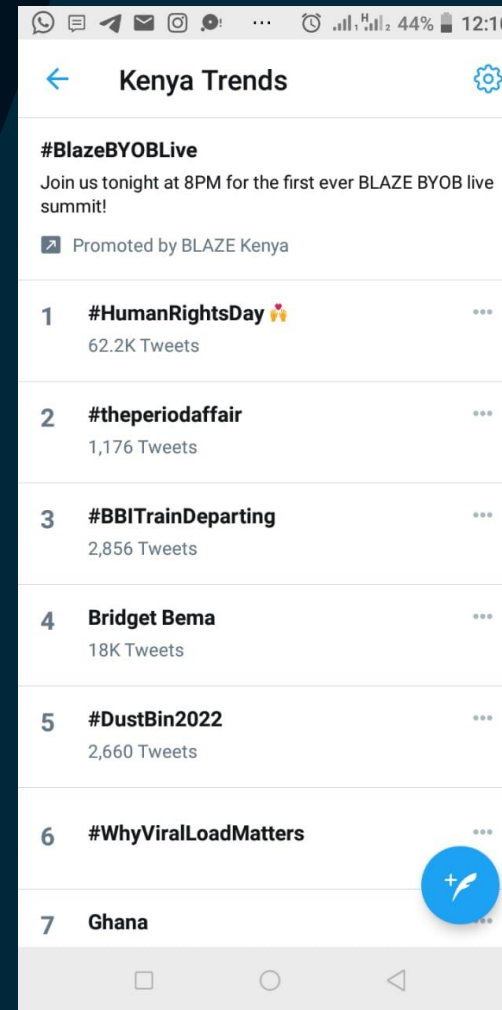 44% 12:10
Kenya Trends
#BlazeBYOBLive
Join us tonight at 8PM for the first ever BLAZE BYOB live
summit!
Promoted by BLAZE Kenya
1 #HumanRightsDay
62.2K Tweets
2 #theperiodaffair
1,176 Tweets
3 #BBITrainDeparting
2,856 Tweets
4 Bridget Bema
18K Tweets
5 #DustBin2022
2,660 Tweets
6 #WhyViralLoadMatters
7 Ghana